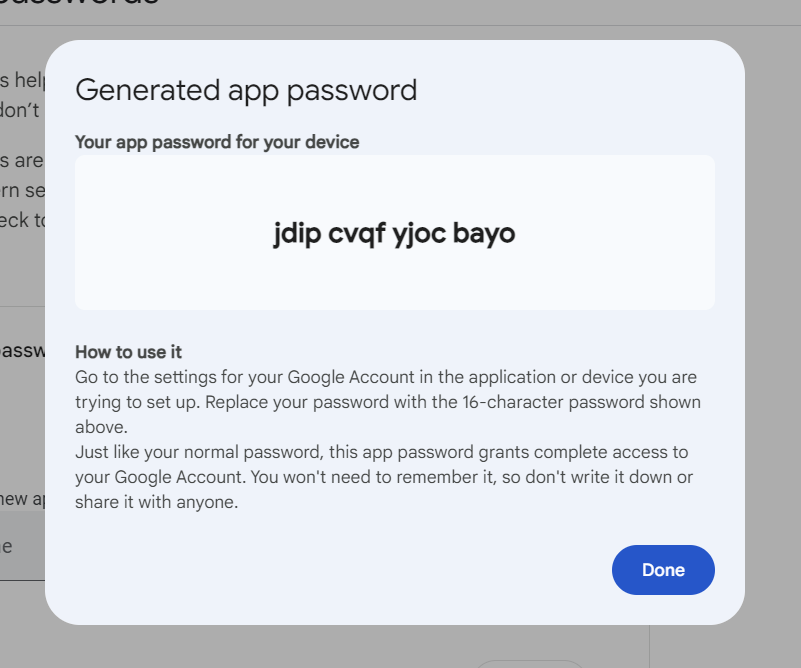 passwords
s help
don't
s are
rn se
eck to
Generated app password
Your app password for your device
jdip cvqf yjoc bayo
How to use it
Go to the settings for your Google Account in the application or device you are
trying to set up. Replace your password with the 16-character password shown
above.
Just like your normal password, this app password grants complete access to
your Google Account. You won't need to remember it, so don't write it down or
share it with anyone.
Done
passw
new ap
e